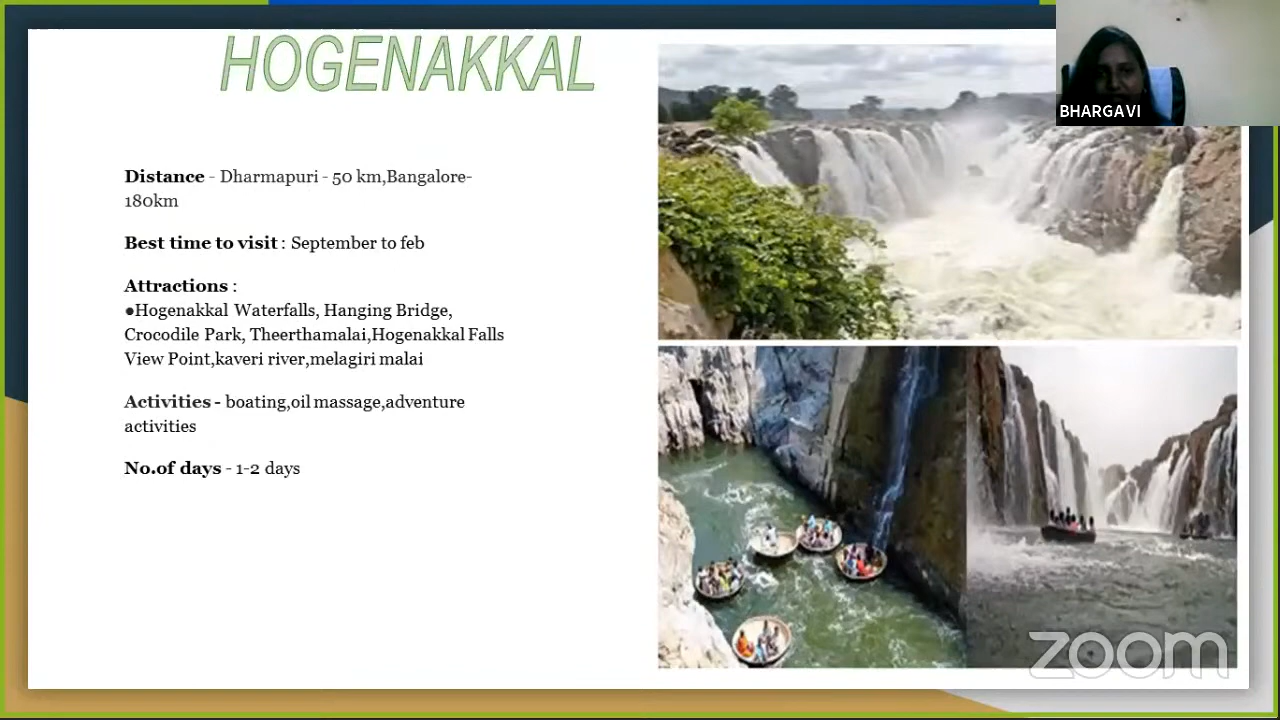 HOGENAKKAL
BHARGAVI
Distance - Dharmapuri - 50 km,Bangalore-
180km
Best time to visit : September to feb
Attractions :
●Hogenakkal Waterfalls, Hanging Bridge,
Crocodile Park, Theerthamalai,Hogenakkal Falls
View Point,kaveri river,melagiri malai
Activities - boating,oil massage,adventure
activities
No.of days - 1-2 days
zoom